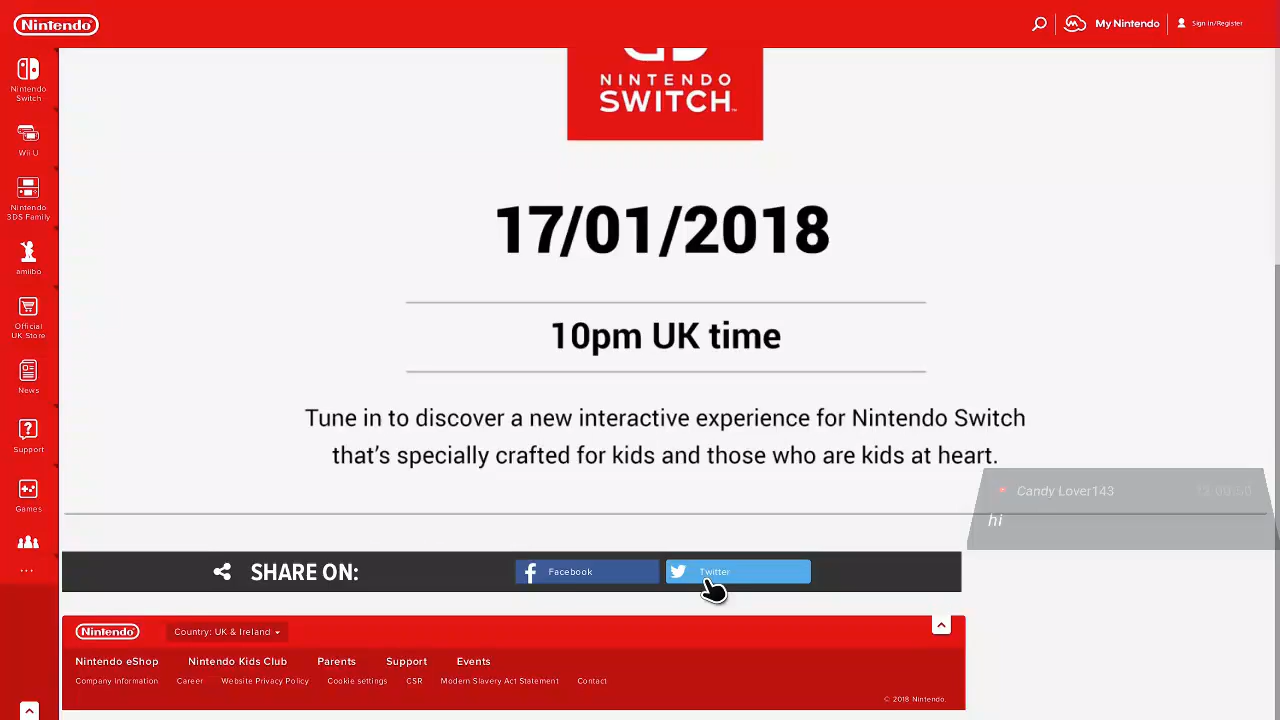 Nintendo
My Nintendo
Sign in/Register
Nintendo
Switch
Wii U
Nintendo
3DS Family
amiibo
Official
UK Store
News
Support
Games
...
NINTENDO
SWITCH™
17/01/2018
10pm UK time
Tune in to discover a new interactive experience for Nintendo Switch
that's specially crafted for kids and those who are kids at heart.
Candy Lover143
hi
SHARE ON:
Facebook
Twitter
Nintendo
Country: UK & Ireland
Nintendo eShop Nintendo Kids Club Parents Support Events
Company Information Career Website Privacy Policy Cookie settings CSR Modern Slavery Act Statement Contact
© 2018 Nintendo.